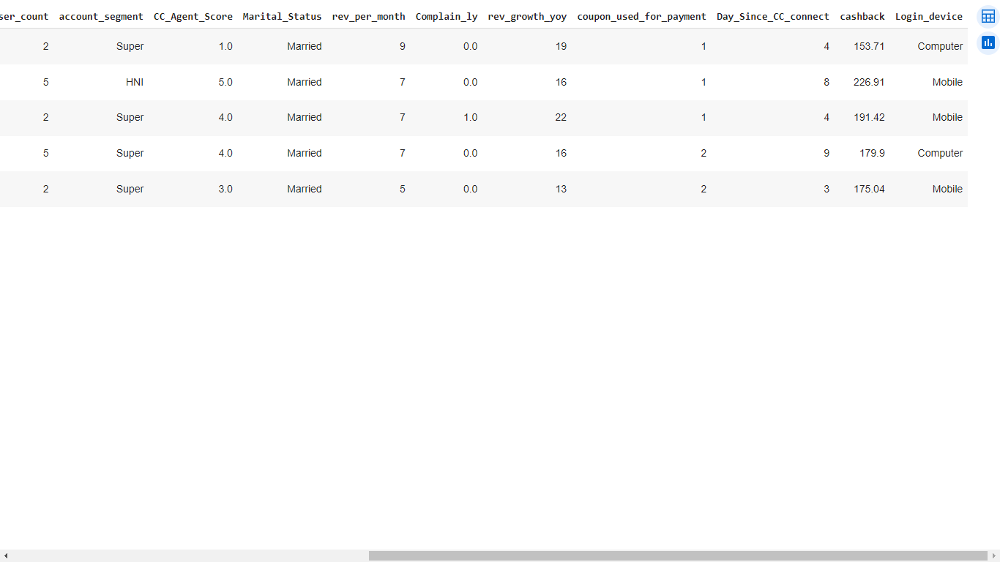 ser_count account_segment CC_Agent_Score Marital_Status rev_per_month Complain_ly rev_growth_yoy coupon_used_for_payment Day_Since_CC_connect cashback Login_device
2 Super 1.0 Married 9 0.0 19 1 4 153.71 Computer
5 HNI 5.0 Married 7 0.0 16 1 8 226.91 Mobile
2 Super 4.0 Married 7 1.0 22 1 4 191.42 Mobile
5 Super 4.0 Married 7 0.0 16 2 9 179.9 Computer
2 Super 3.0 Married 5 0.0 13 2 3 175.04 Mobile